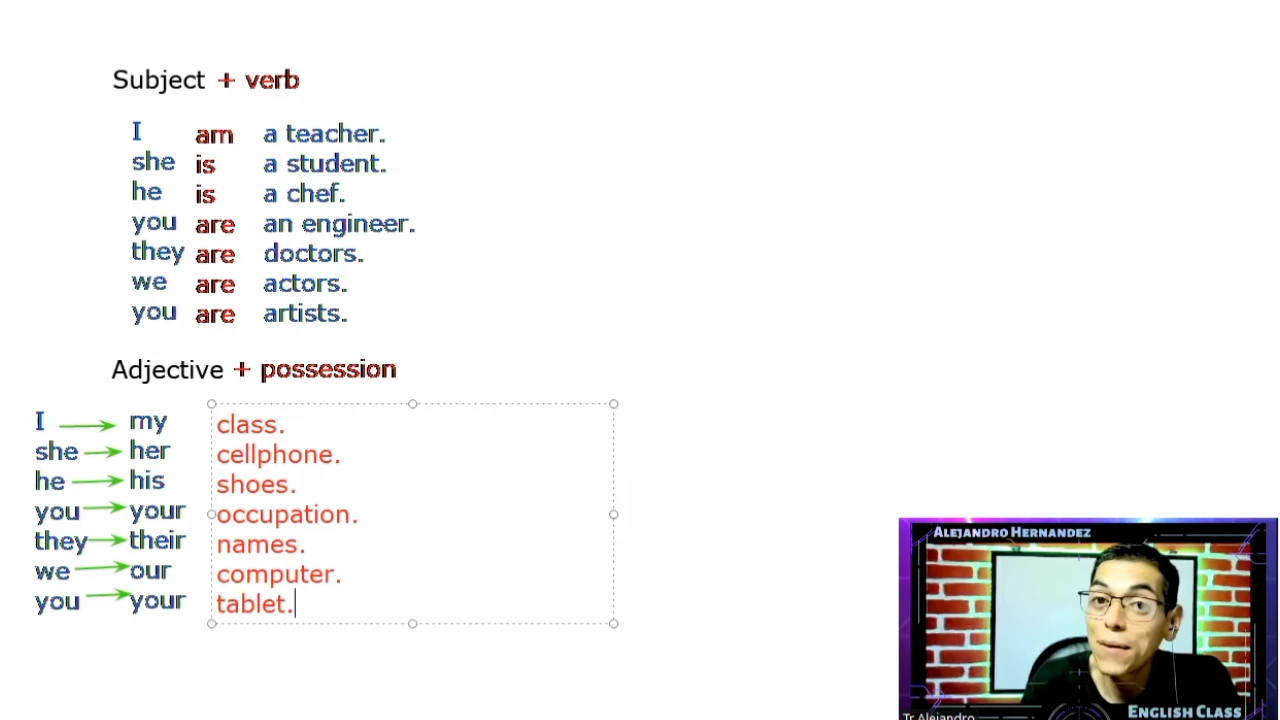 Subject + verb
I am a teacher.
she is a student.
he is a chef.
you are an engineer.
they are doctors.
we are actors.
you are artists.
Adjective + possession
I my class.
she her cellphone.
he his shoes.
you your occupation.
they their names.
we our computer.
you your tablet.
Alejandro Hernandez
English Class
Tr Alejandro